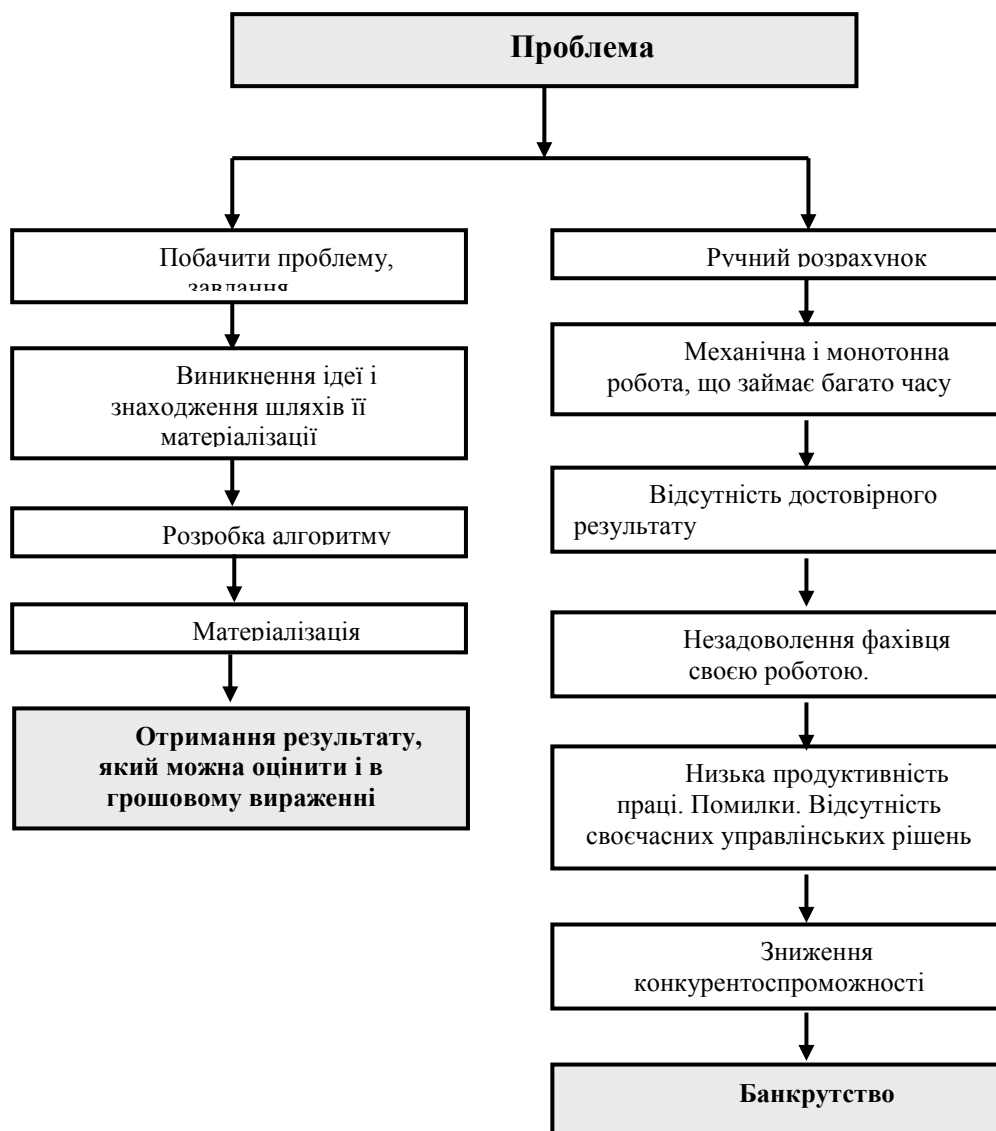 Проблема
Побачити проблему,
завдання
Виникнення ідеї і
знаходження шляхів її
матеріалізації
Розробка алгоритму
Матеріалізація
Отримання результату,
який можна оцінити і в
грошовому вираженні
Ручний розрахунок
Механічна і монотонна
робота, що займає багато часу
Відсутність достовірного
результату
Незадоволення фахівця
своєю роботою.
Низька продуктивність
праці. Помилки. Відсутність
своєчасних управлінських рішень
Зниження
конкурентоспроможності
Банкрутство